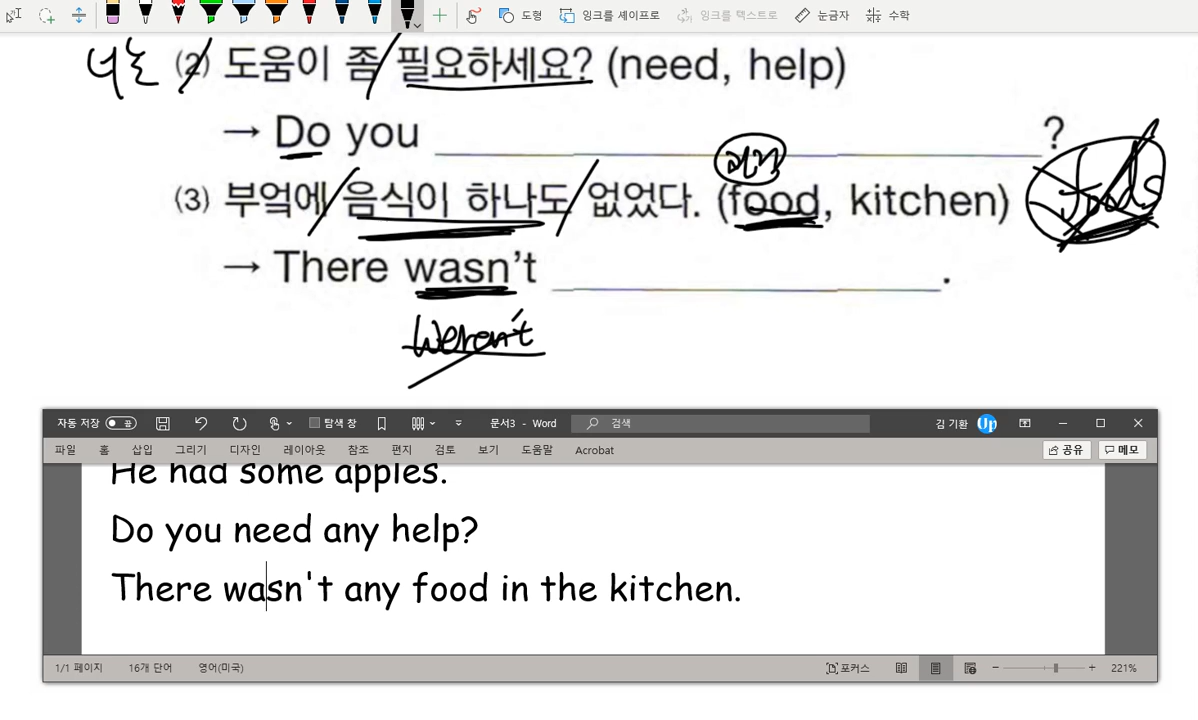 도형 잉크를 셰이프로 잉크를 텍스트로 눈금자 수학
너는 (2) 도움이 좀 필요하세요? (need, help)
→ Do you ?
(3) 부엌에 음식이 하나도 없었다. (food, kitchen) foods
→ There wasn't .
weren't
자동 저장 끔 탐색 창 문서3 - Word 검색 김 기환 Up
파일 홈 삽입 그리기 디자인 레이아웃 참조 편지 검토 보기 도움말 Acrobat 공유 메모
He had some apples.
Do you need any help?
There wasn't any food in the kitchen.
1/1 페이지 16개 단어 영어(미국) 포커스 221%